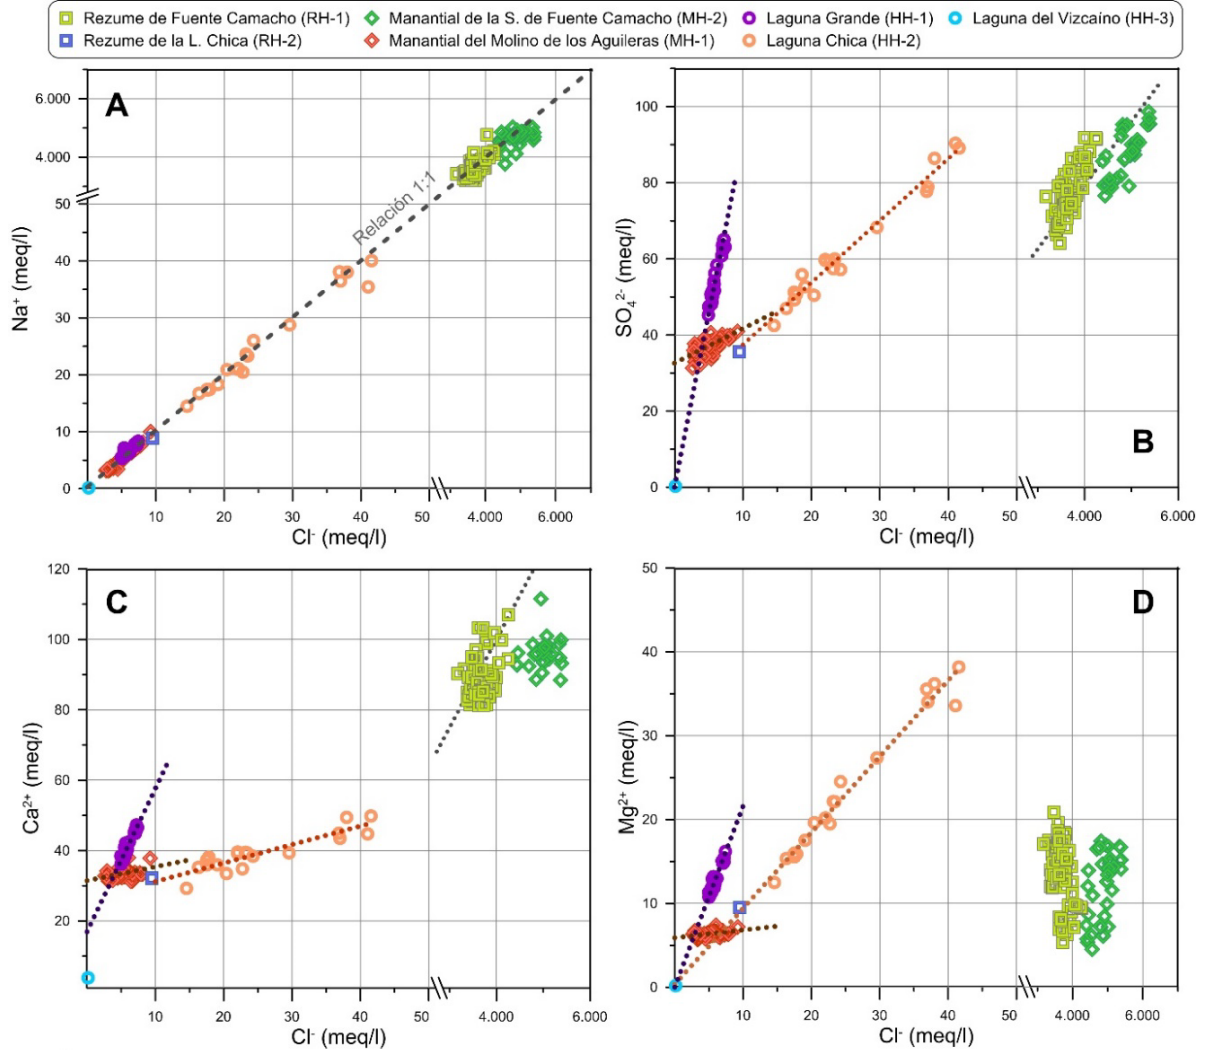 Rezume de Fuente Camacho (RH-1) Manantial de la S. de Fuente Camacho (MH-2) Laguna Grande (HH-1) Laguna del Vizcaíno (HH-3)
Rezume de la L. Chica (RH-2) Manantial del Molino de los Aguileras (MH-1) Laguna Chica (HH-2)
A
Na⁺ (meq/l)
6.000
4.000
50
40
30
20
10
0
Relación 1:1
10 20 30 40 50 4.000 6.000
Cl⁻ (meq/l)
B
SO₄²⁻ (meq/l)
100
80
60
40
20
0
10 20 30 40 50 4.000 6.000
Cl⁻ (meq/l)
C
Ca²⁺ (meq/l)
120
100
80
60
40
20
10 20 30 40 50 4.000 6.000
Cl⁻ (meq/l)
D
Mg²⁺ (meq/l)
50
40
30
20
10
0
10 20 30 40 50 4.000 6.000
Cl⁻ (meq/l)